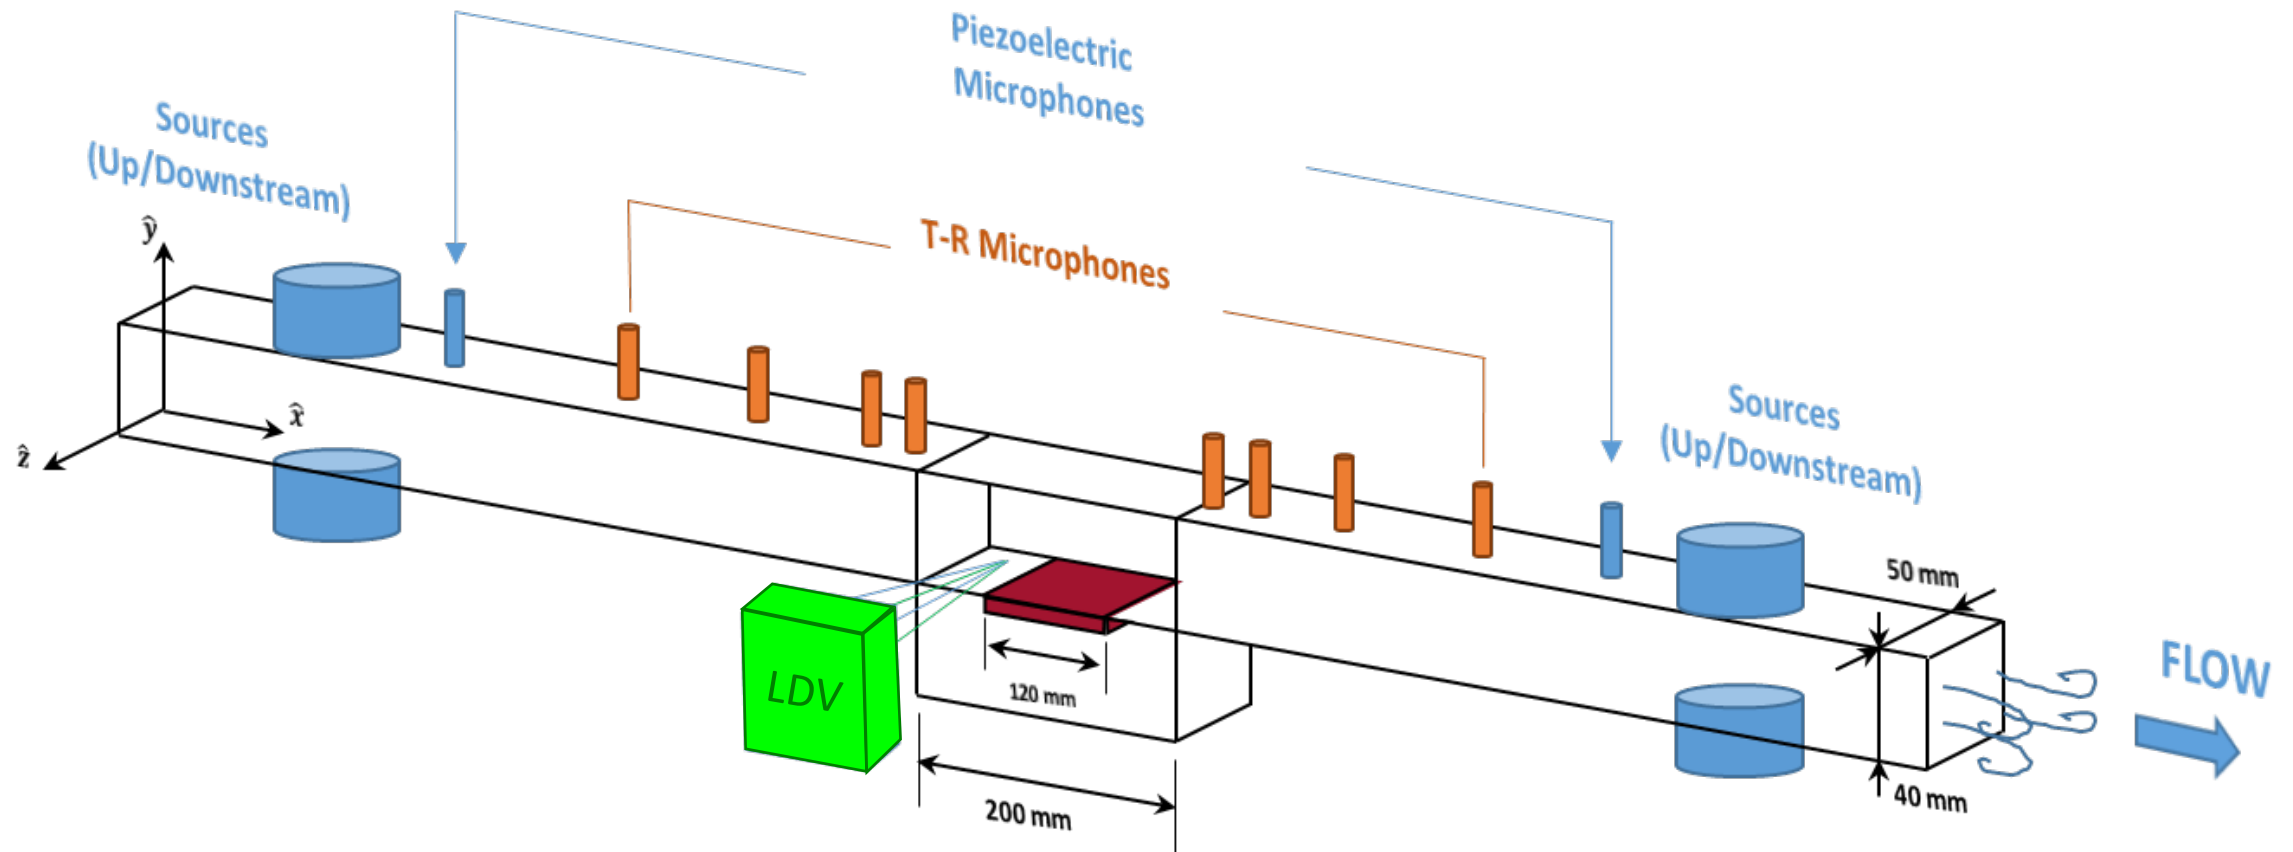 Piezoelectric
Microphones
Sources
(Up/Downstream)
T-R Microphones
ŷ
x̂
ẑ
Sources
(Up/Downstream)
50 mm
FLOW
LDV
120 mm
40 mm
200 mm